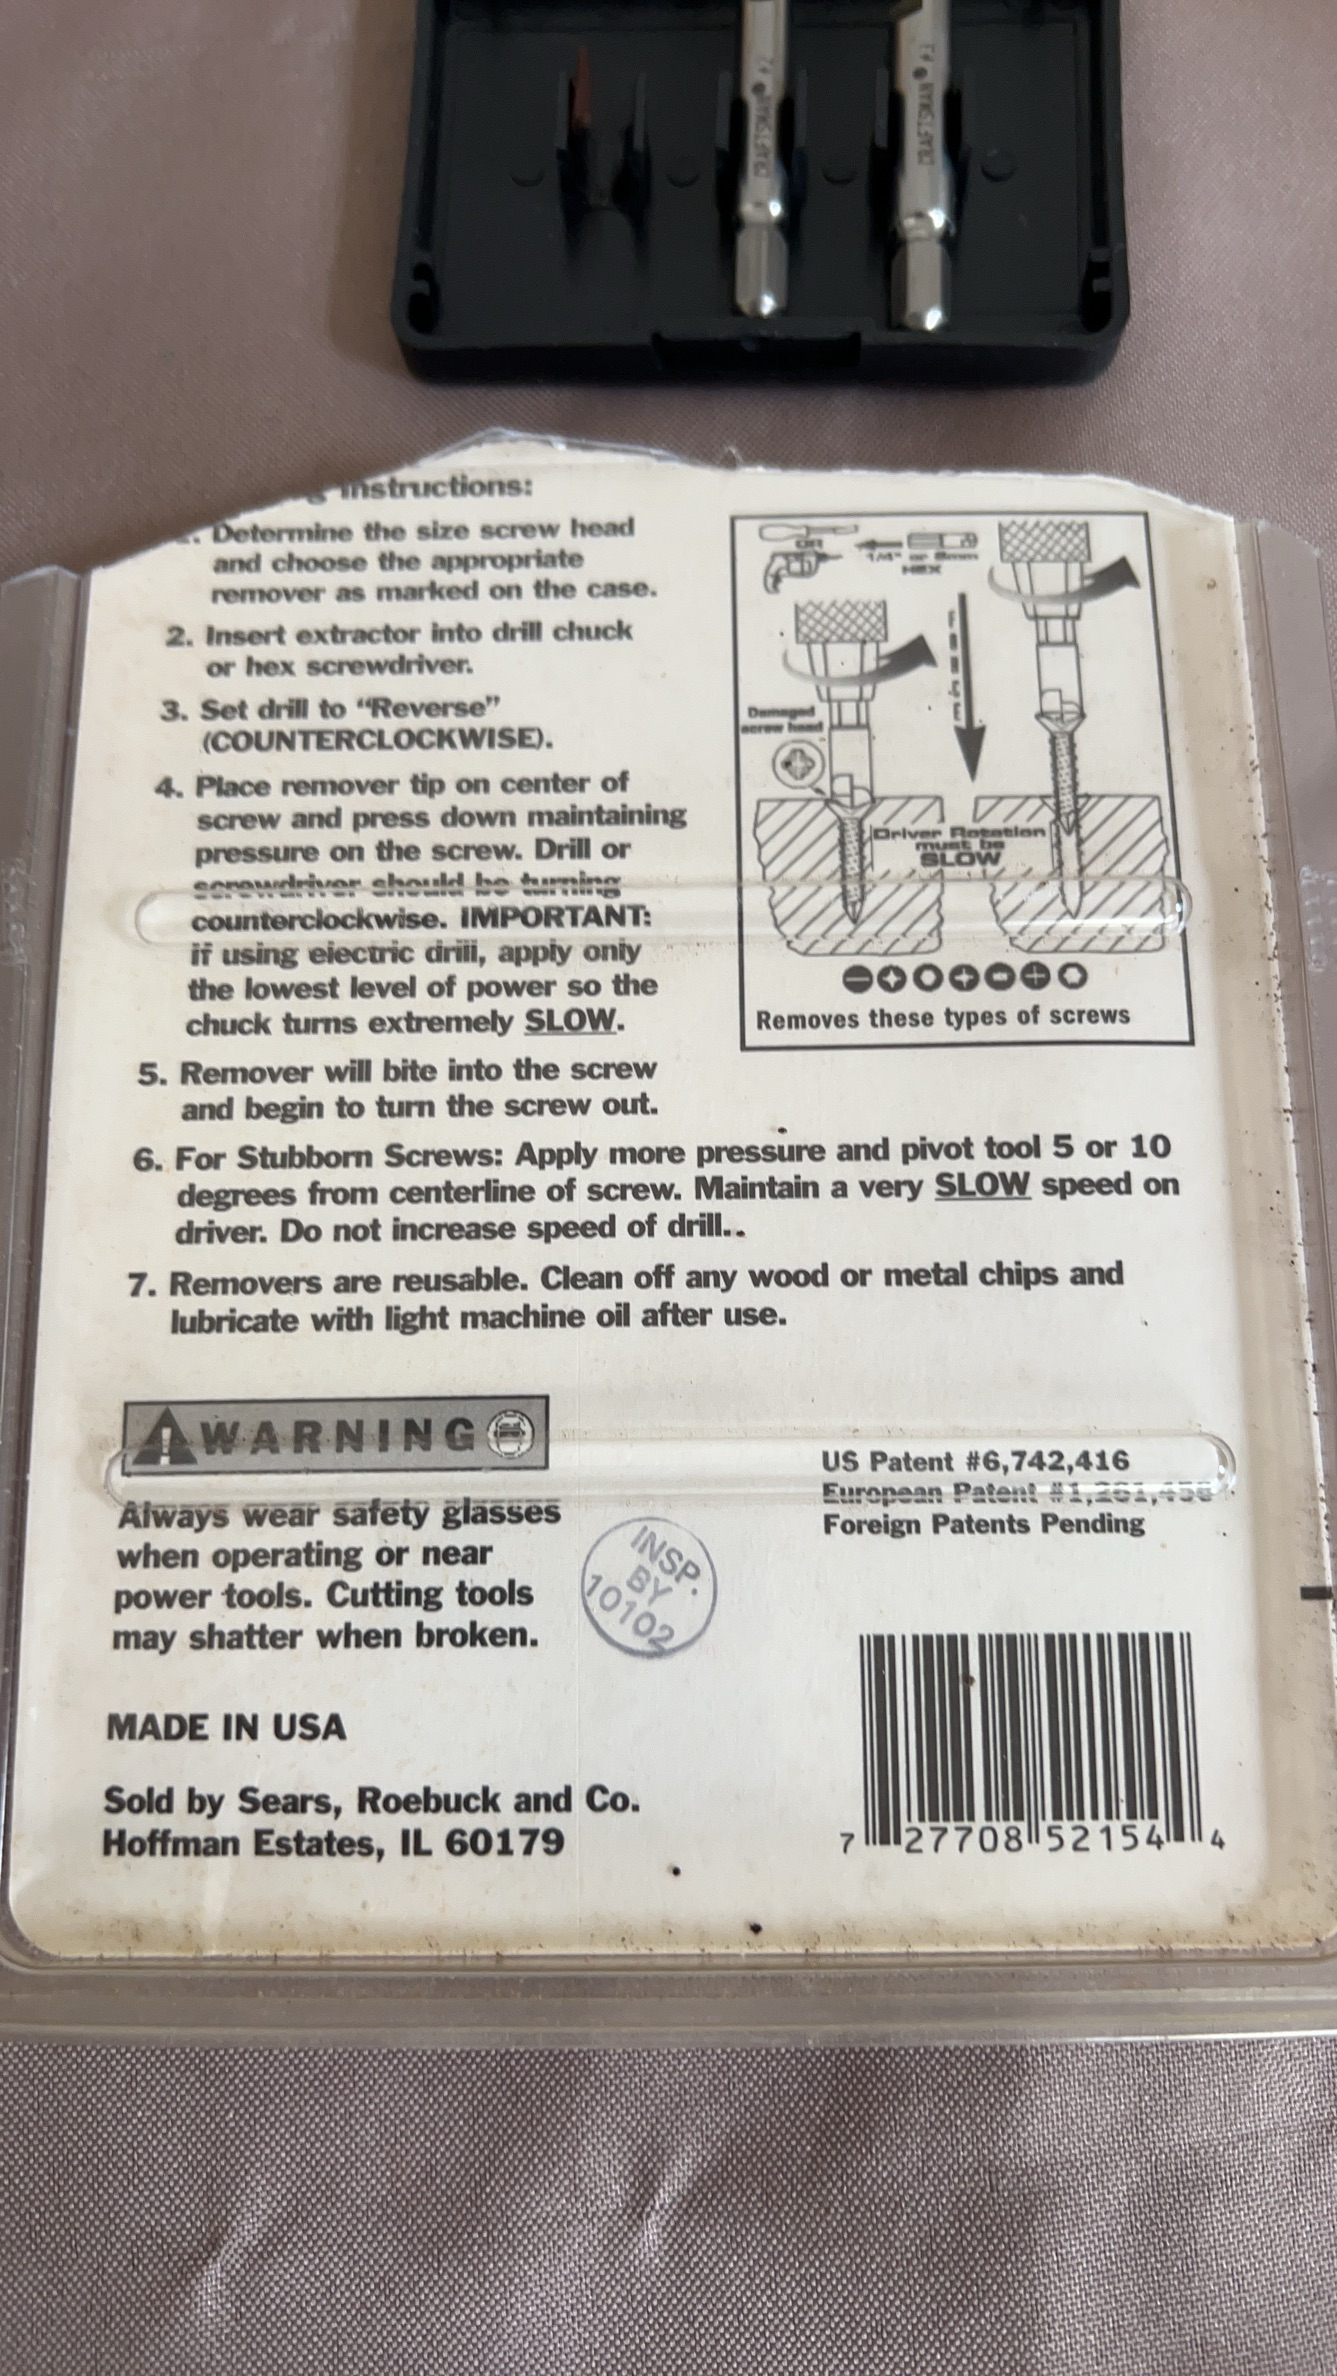 CRAFTSMAN® #2
CRAFTSMAN® #1
instructions:
Determine the size screw head
and choose the appropriate
remover as marked on the case.
2. Insert extractor into drill chuck
or hex screwdriver.
3. Set drill to “Reverse”
(COUNTERCLOCKWISE).
4. Place remover tip on center of
screw and press down maintaining
pressure on the screw. Drill or
screwdriver should be turning
counterclockwise. IMPORTANT:
if using electric drill, apply only
the lowest level of power so the
chuck turns extremely SLOW.
5. Remover will bite into the screw
and begin to turn the screw out.
6. For Stubborn Screws: Apply more pressure and pivot tool 5 or 10
degrees from centerline of screw. Maintain a very SLOW speed on
driver. Do not increase speed of drill..
7. Removers are reusable. Clean off any wood or metal chips and
lubricate with light machine oil after use.
OR
1/4" or 6mm
HEX
Damaged
screw head
Driver Rotation
must be
SLOW
Removes these types of screws
WARNING
Always wear safety glasses
when operating or near
power tools. Cutting tools
may shatter when broken.
INSP.
BY
10102
US Patent #6,742,416
European Patent
Foreign Patents Pending
MADE IN USA
Sold by Sears, Roebuck and Co.
Hoffman Estates, IL 60179
7 27708 52154 4